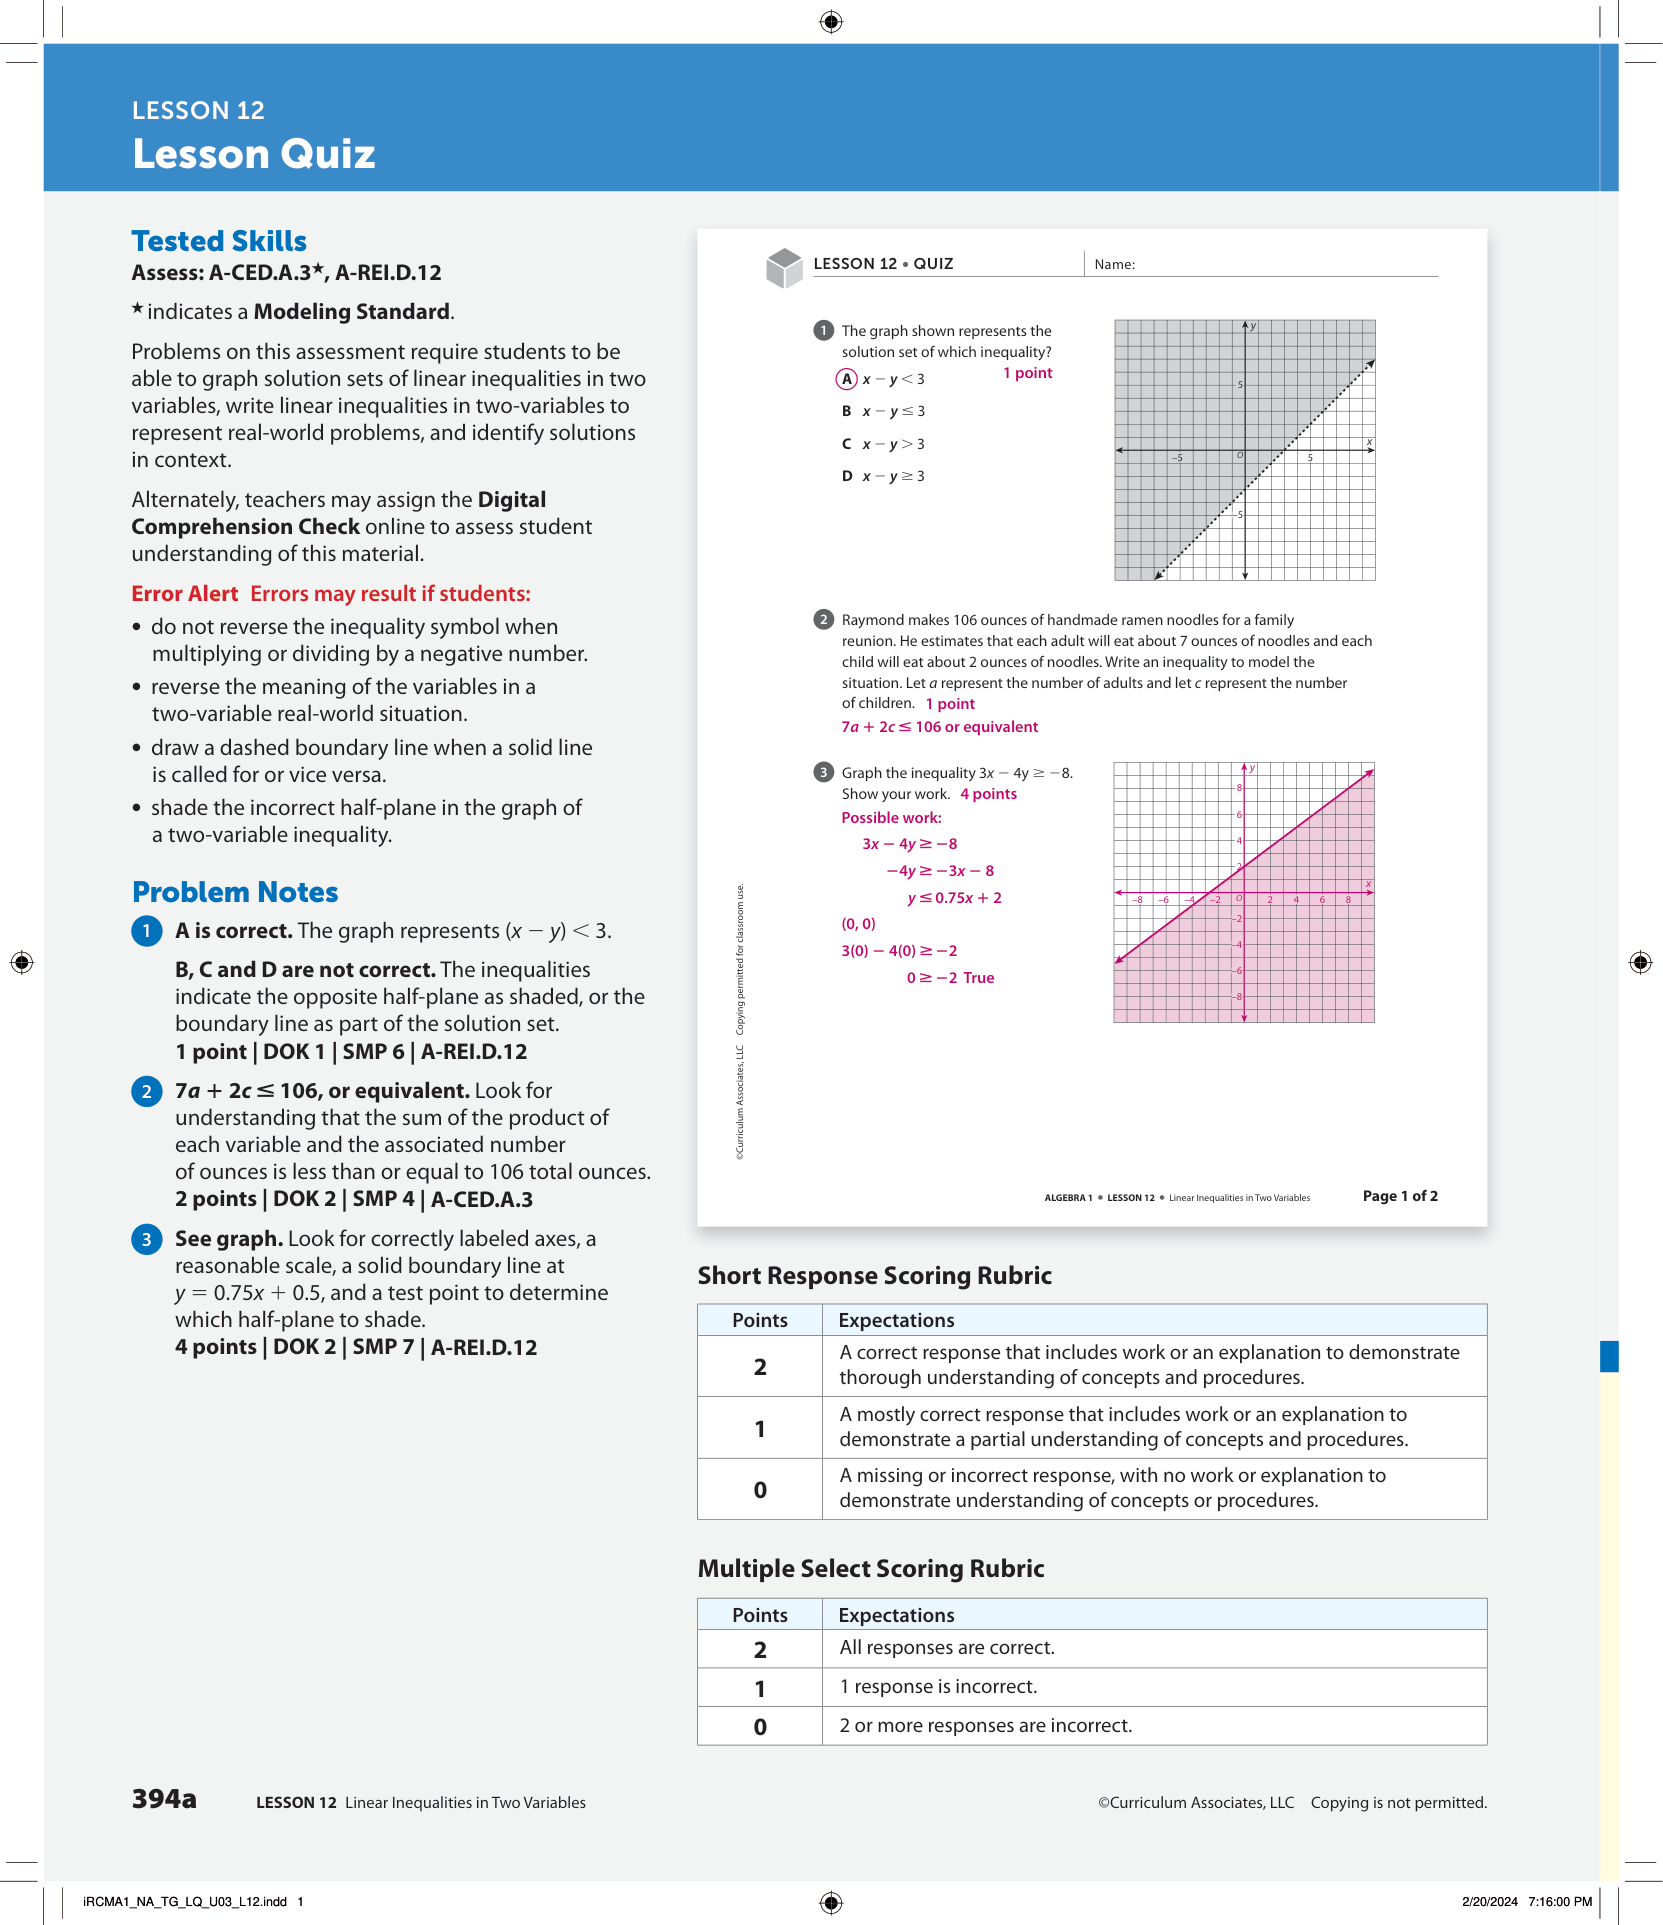 LESSON 12
Lesson Quiz
Tested Skills
Assess: A-CED.A.3★, A-REI.D.12
★ indicates a Modeling Standard.
Problems on this assessment require students to be
able to graph solution sets of linear inequalities in two
variables, write linear inequalities in two-variables to
represent real-world problems, and identify solutions
in context.
Alternately, teachers may assign the Digital
Comprehension Check online to assess student
understanding of this material.
Error Alert Errors may result if students:
• do not reverse the inequality symbol when
multiplying or dividing by a negative number.
• reverse the meaning of the variables in a
two-variable real-world situation.
• draw a dashed boundary line when a solid line
is called for or vice versa.
• shade the incorrect half-plane in the graph of
a two-variable inequality.
Problem Notes
1 A is correct. The graph represents (x − y) < 3.
B, C and D are not correct. The inequalities
indicate the opposite half-plane as shaded, or the
boundary line as part of the solution set.
1 point | DOK 1 | SMP 6 | A-REI.D.12
2 7a + 2c ≤ 106, or equivalent. Look for
understanding that the sum of the product of
each variable and the associated number
of ounces is less than or equal to 106 total ounces.
2 points | DOK 2 | SMP 4 | A-CED.A.3
3 See graph. Look for correctly labeled axes, a
reasonable scale, a solid boundary line at
y = 0.75x + 0.5, and a test point to determine
which half-plane to shade.
4 points | DOK 2 | SMP 7 | A-REI.D.12
LESSON 12 • QUIZ
Name:
1 The graph shown represents the
solution set of which inequality?
1 point
A x − y < 3
B x − y ≤ 3
C x − y > 3
D x − y ≥ 3
y
5
x
−5 O 5
−5
2 Raymond makes 106 ounces of handmade ramen noodles for a family
reunion. He estimates that each adult will eat about 7 ounces of noodles and each
child will eat about 2 ounces of noodles. Write an inequality to model the
situation. Let a represent the number of adults and let c represent the number
of children. 1 point
7a + 2c ≤ 106 or equivalent
3 Graph the inequality 3x − 4y ≥ −8.
Show your work. 4 points
Possible work:
3x − 4y ≥ −8
−4y ≥ −3x − 8
y ≤ 0.75x + 2
(0, 0)
3(0) − 4(0) ≥ −2
0 ≥ −2 True
y
8
6
4
2
x
−8 −6 −4 −2 O 2 4 6 8
−2
−4
−6
−8
©Curriculum Associates, LLC Copying permitted for classroom use.
ALGEBRA 1 • LESSON 12 • Linear Inequalities in Two Variables Page 1 of 2
Short Response Scoring Rubric
Points Expectations
2 A correct response that includes work or an explanation to demonstrate
thorough understanding of concepts and procedures.
1 A mostly correct response that includes work or an explanation to
demonstrate a partial understanding of concepts and procedures.
0 A missing or incorrect response, with no work or explanation to
demonstrate understanding of concepts or procedures.
Multiple Select Scoring Rubric
Points Expectations
2 All responses are correct.
1 1 response is incorrect.
0 2 or more responses are incorrect.
394a LESSON 12 Linear Inequalities in Two Variables
©Curriculum Associates, LLC Copying is not permitted.
iRCMA1_NA_TG_LQ_U03_L12.indd 1
2/20/2024 7:16:00 PM